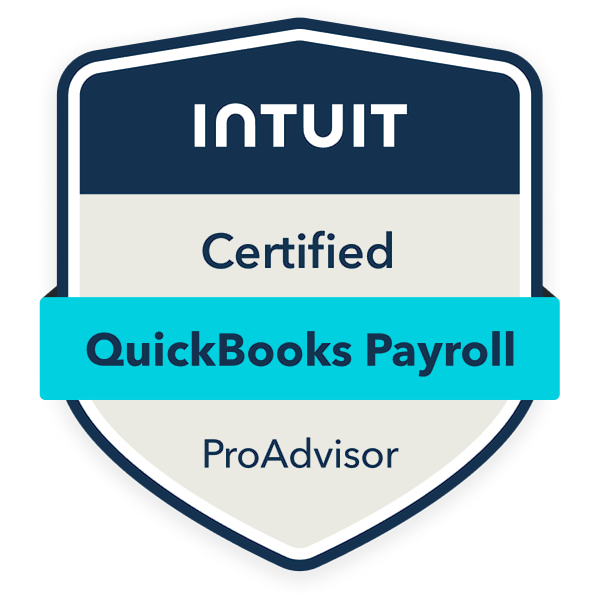 INTUIT
Certified
QuickBooks Payroll
ProAdvisor